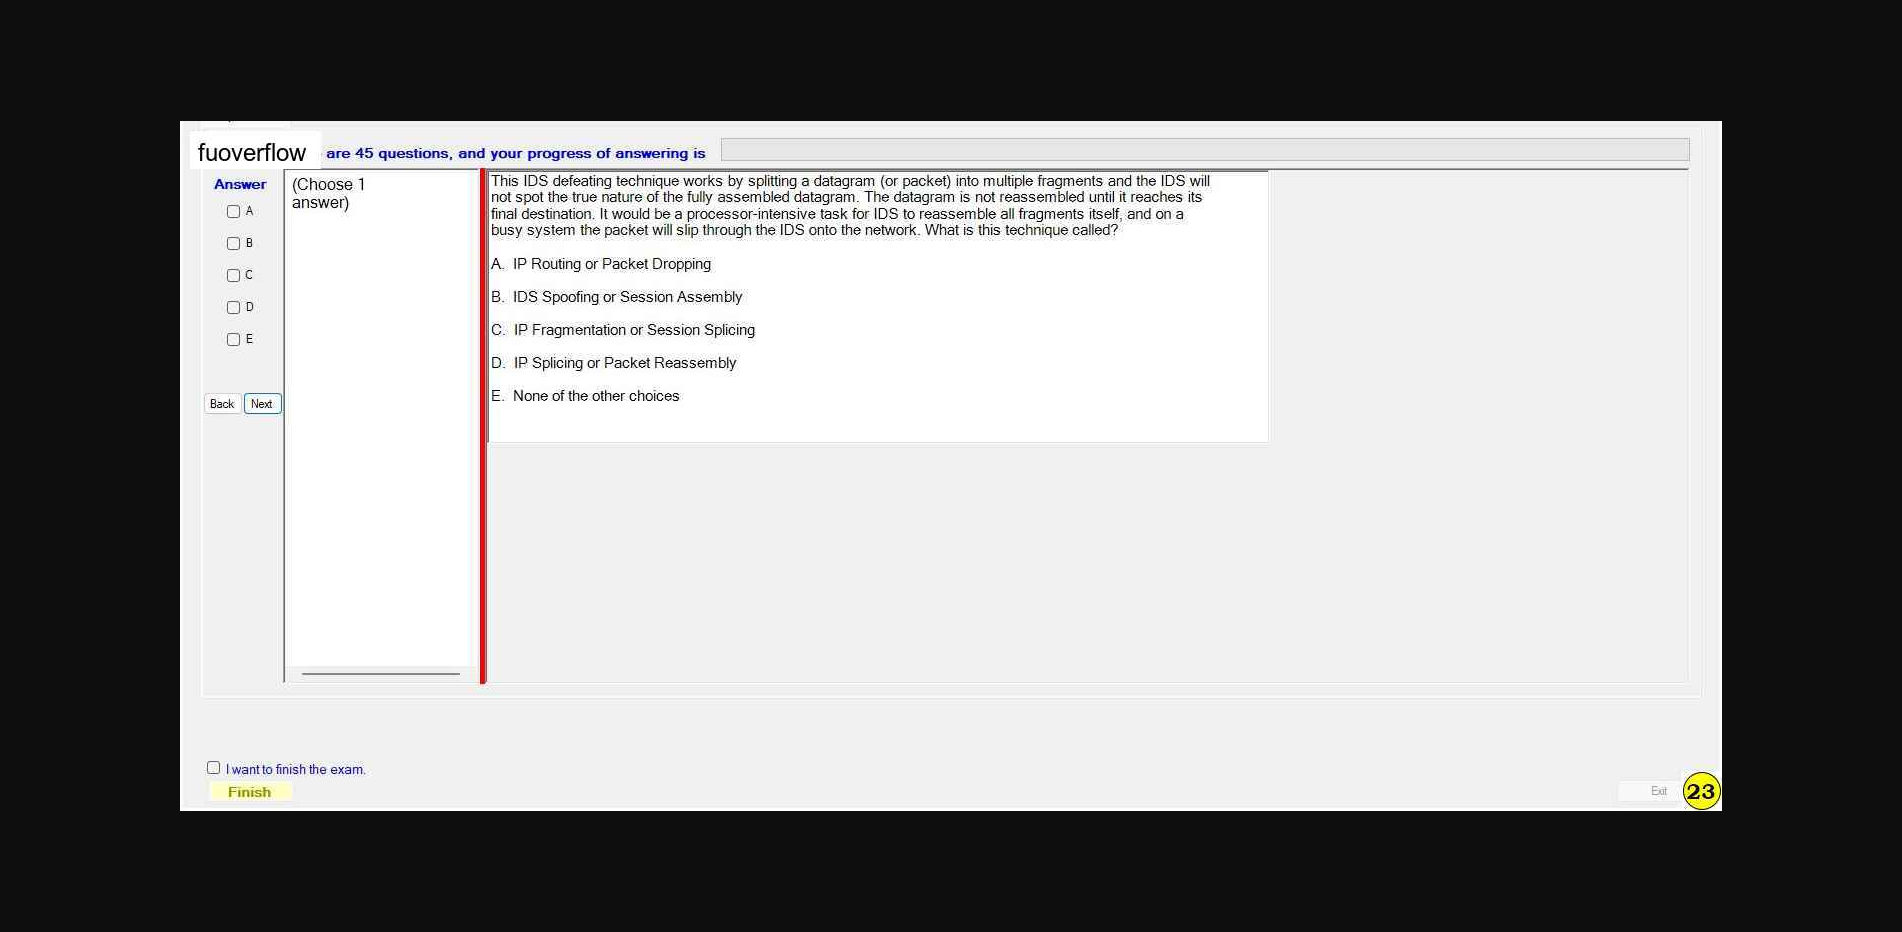 fuoverflow are 45 questions, and your progress of answering is
Answer
(Choose 1
answer)
A
B
C
D
E
Back Next
This IDS defeating technique works by splitting a datagram (or packet) into multiple fragments and the IDS will
not spot the true nature of the fully assembled datagram. The datagram is not reassembled until it reaches its
final destination. It would be a processor-intensive task for IDS to reassemble all fragments itself, and on a
busy system the packet will slip through the IDS onto the network. What is this technique called?
A. IP Routing or Packet Dropping
B. IDS Spoofing or Session Assembly
C. IP Fragmentation or Session Splicing
D. IP Splicing or Packet Reassembly
E. None of the other choices
I want to finish the exam.
Finish
Exit
23